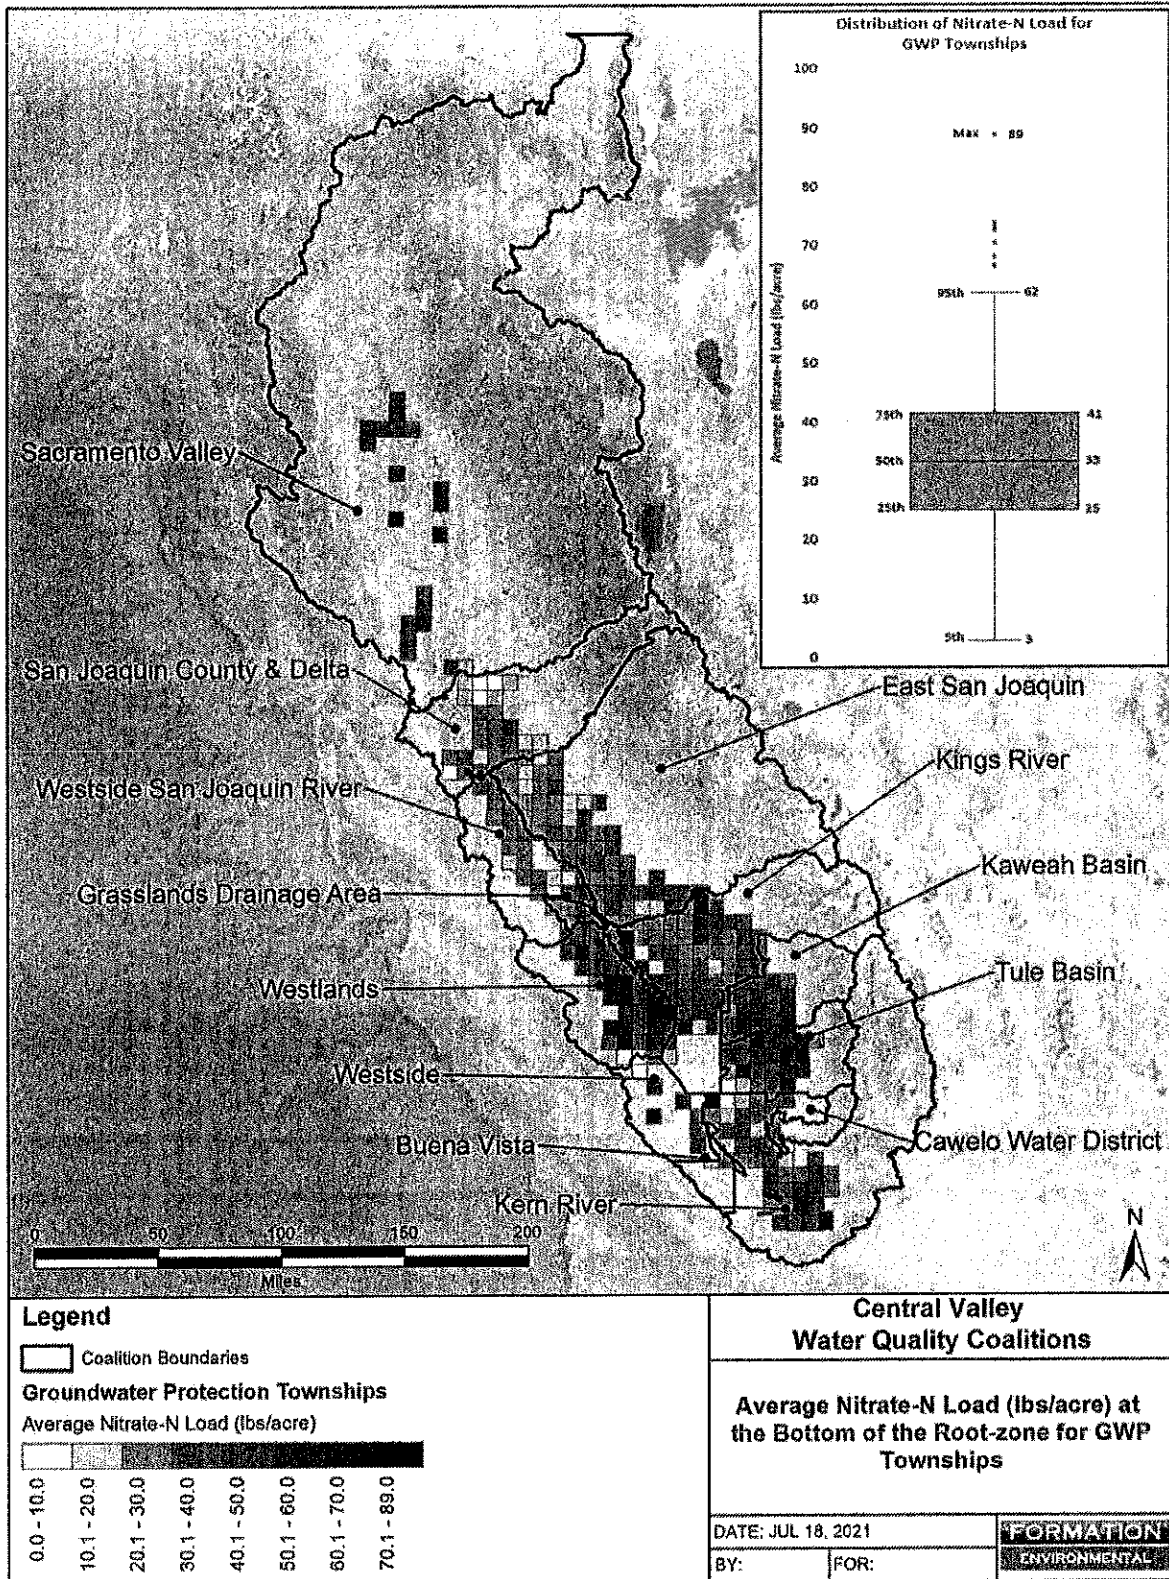 Distribution of Nitrate-N Load for
GWP Townships
Average Nitrate-N Load (lbs/acre)
100
90
80
70
60
50
40
30
20
10
0
Max
89
95th
62
75th
41
50th
33
25th
25
5th
3
Sacramento Valley
San Joaquin County & Delta
East San Joaquin
Kings River
Westside San Joaquin River
Kaweah Basin
Grasslands Drainage Area
Tule Basin
Westlands
Westside
Buena Vista
Cawelo Water District
Kern River
0 50 100 150 200
Miles
N
Legend
Coalition Boundaries
Groundwater Protection Townships
Average Nitrate-N Load (lbs/acre)
0.0 - 10.0
10.1 - 20.0
20.1 - 30.0
30.1 - 40.0
40.1 - 50.0
50.1 - 60.0
60.1 - 70.0
70.1 - 89.0
Central Valley
Water Quality Coalitions
Average Nitrate-N Load (lbs/acre) at
the Bottom of the Root-zone for GWP
Townships
DATE: JUL 18, 2021
BY:
FOR:
FORMATION
ENVIRONMENTAL